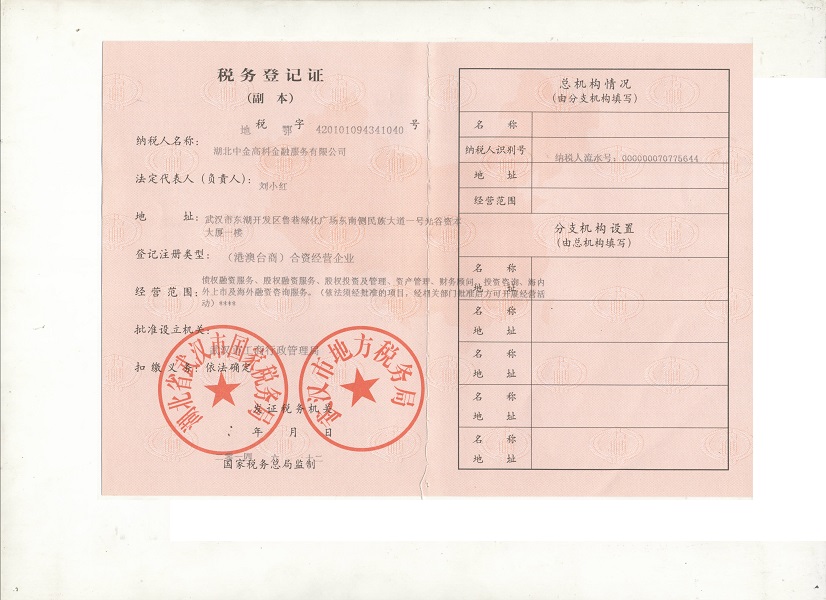 税务登记证
(副 本)
地 税 鄂 字 420101094341040 号
纳税人名称:
湖北中金高科金融服务有限公司
法定代表人(负责人):
刘小红
地 址: 武汉市东湖开发区鲁巷绿化广场东南侧民族大道一号光谷资本
大厦一楼
登记注册类型: (港澳台商)合资经营企业
经营范围: 债权融资服务、股权融资服务、股权投资及管理、资产管理、财务顾问、投资咨询、海内
外上市及海外融资咨询服务。(依法须经批准的项目,经相关部门批准后方可开展经营活
动)****
批准设立机关:
武汉市工商行政管理局
扣缴义务: 依法确定
湖北省武汉市国家税务局
武汉市地方税务局
发证税务机关
年 月 日
二零一四 六 十二
国家税务总局监制
总机构情况
(由分支机构填写)
名 称
纳税人识别号
纳税人流水号: 000000070775644
地 址
经营范围
分支机构设置
(由总机构填写)
名 称
地 址
名 称
地 址
名 称
地 址
名 称
地 址
名 称
地 址